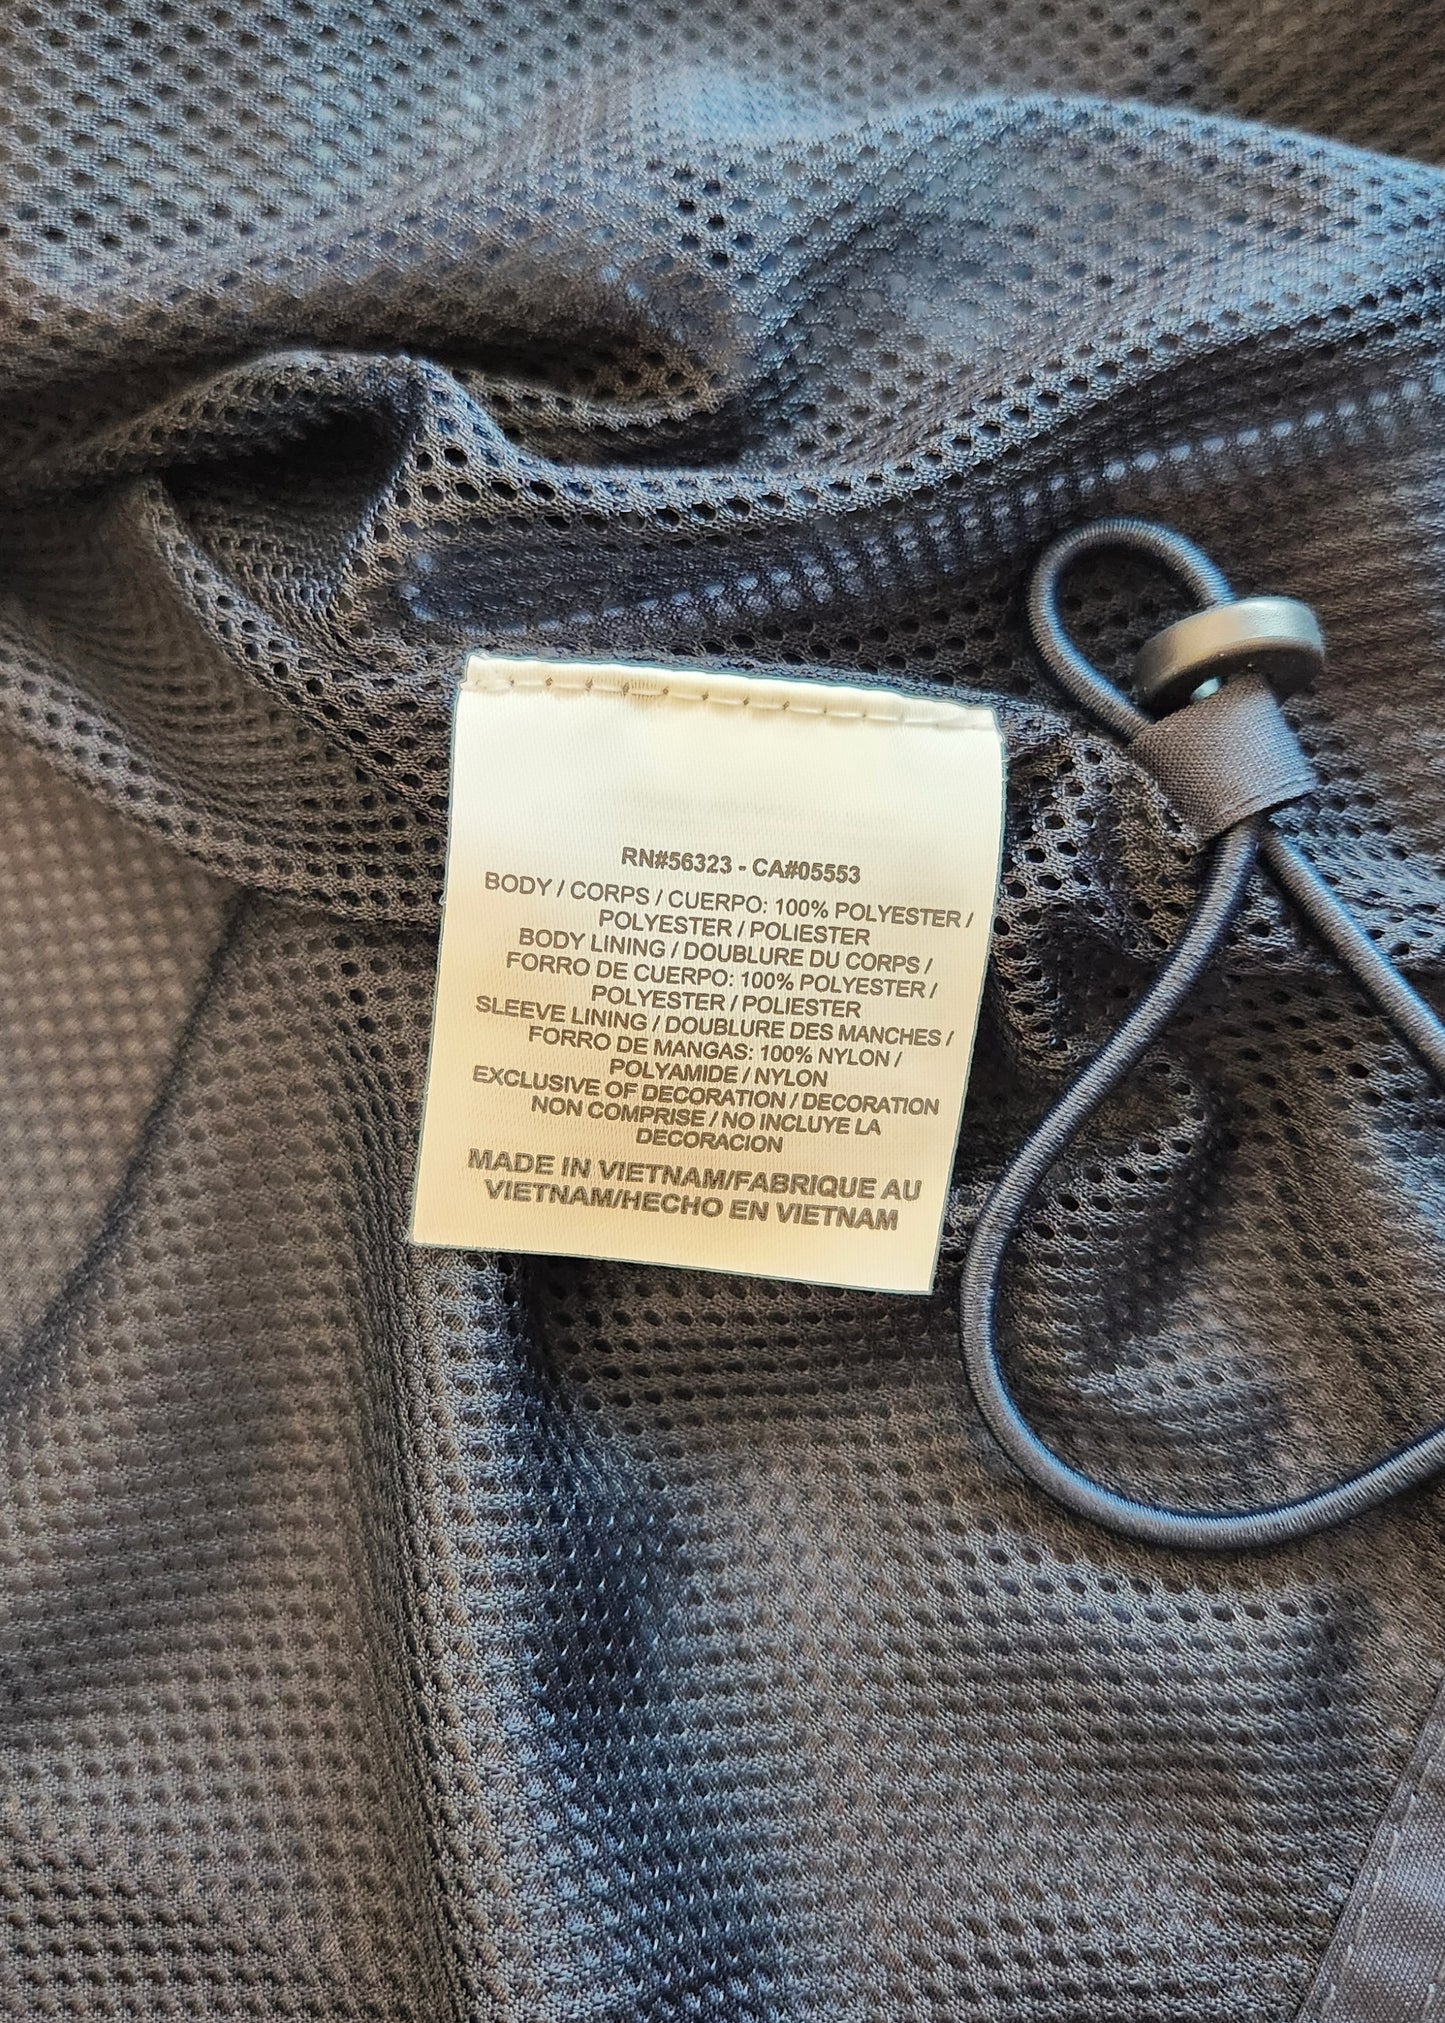 RN#56323 - CA#05553
BODY / CORPS / CUERPO: 100% POLYESTER /
POLYESTER / POLIESTER
BODY LINING / DOUBLURE DU CORPS /
FORRO DE CUERPO: 100% POLYESTER /
POLYESTER / POLIESTER
SLEEVE LINING / DOUBLURE DES MANCHES /
FORRO DE MANGAS: 100% NYLON /
POLYAMIDE / NYLON
EXCLUSIVE OF DECORATION / DECORATION
NON COMPRISE / NO INCLUYE LA
DECORACION
MADE IN VIETNAM/FABRIQUE AU
VIETNAM/HECHO EN VIETNAM